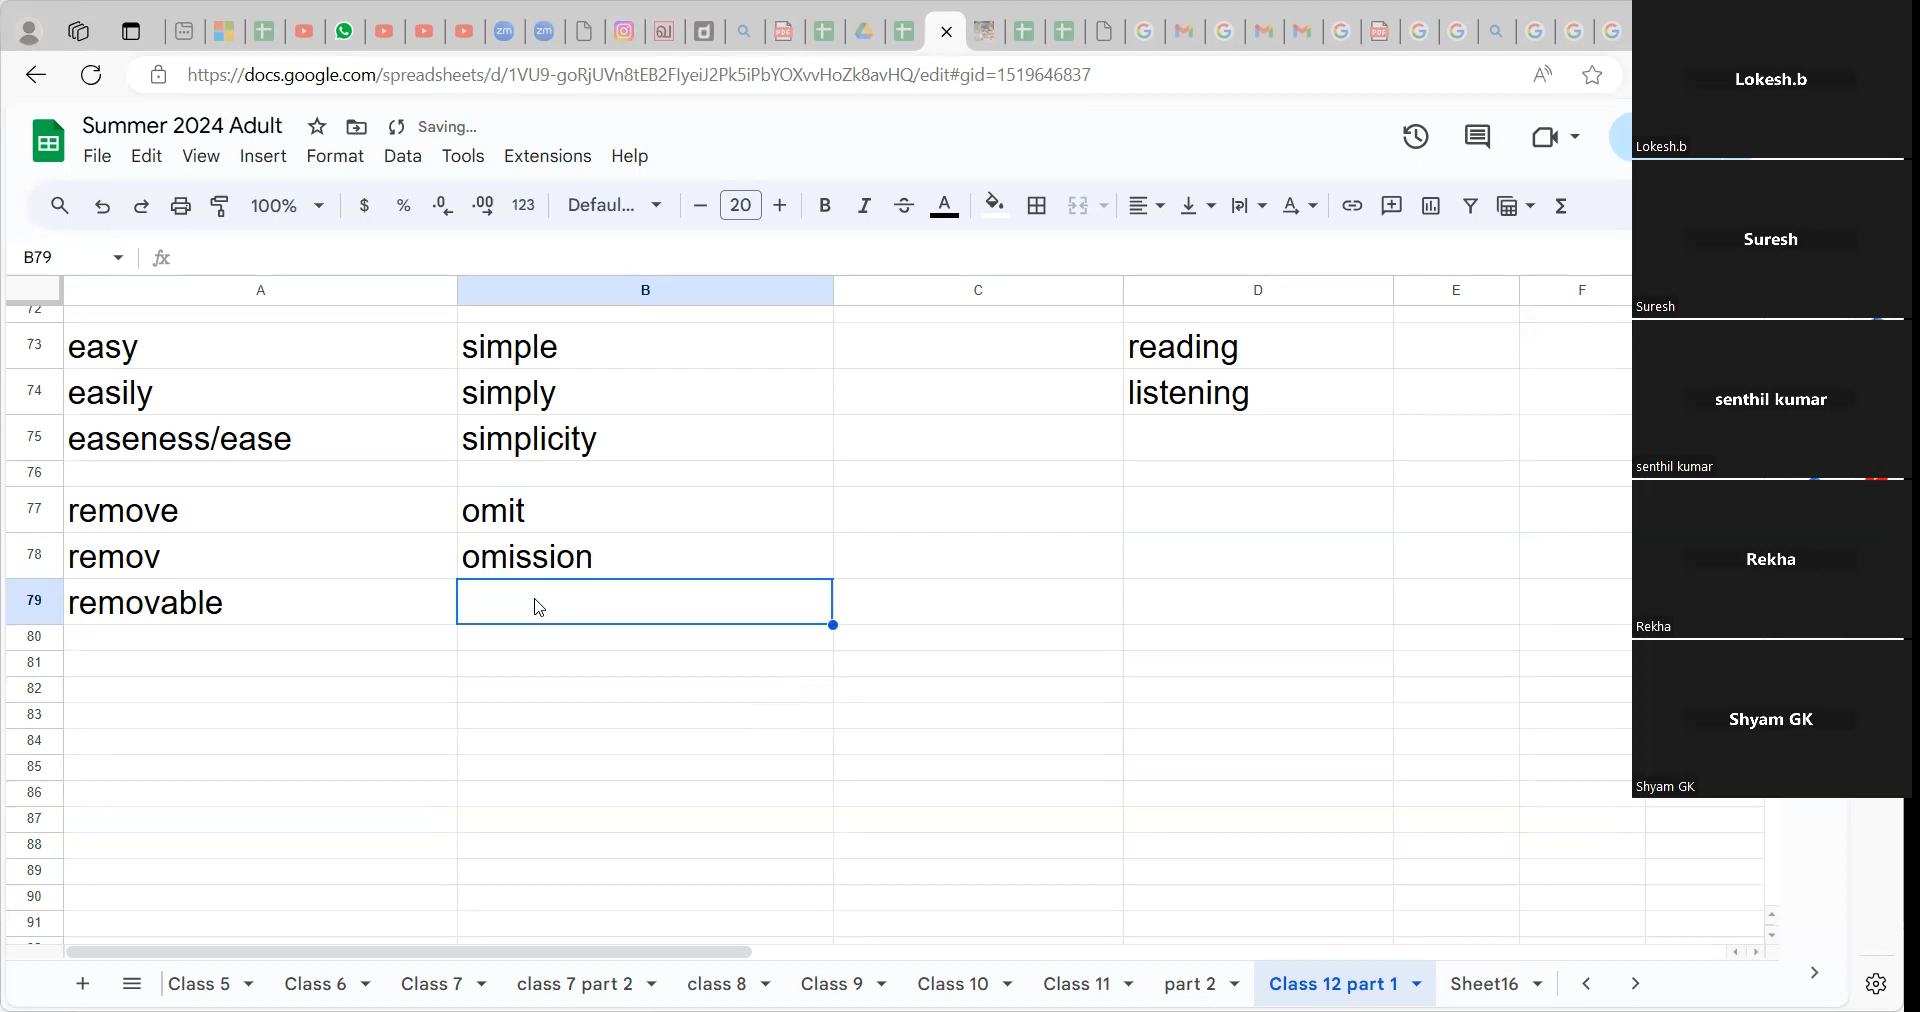 https://docs.google.com/spreadsheets/d/1VU9-goRjUVn8tEB2FIyeiJ2Pk5iPbYOXvvHoZk8avHQ/edit#gid=1519646837
Summer 2024 Adult Saving...
File Edit View Insert Format Data Tools Extensions Help
100% $ % .0 .00 123 Defaul... 20 B I S A
B79 fx
A B C D E F
72
73 easy simple reading
74 easily simply listening
75 easeness/ease simplicity
76
77 remove omit
78 remov omission
79 removable
80
81
82
83
84
85
86
87
88
89
90
91
Class 5 Class 6 Class 7 class 7 part 2 class 8 Class 9 Class 10 Class 11 part 2 Class 12 part 1 Sheet16
Lokesh.b
Lokesh.b
Suresh
Suresh
senthil kumar
senthil kumar
Rekha
Rekha
Shyam GK
Shyam GK